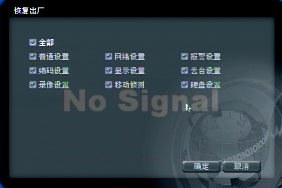 恢复出厂
全部
普通设置 网络设置 报警设置
编码设置 显示设置 云台设置
录像设置 移动侦测 硬盘设置
No Signal
确定 取消